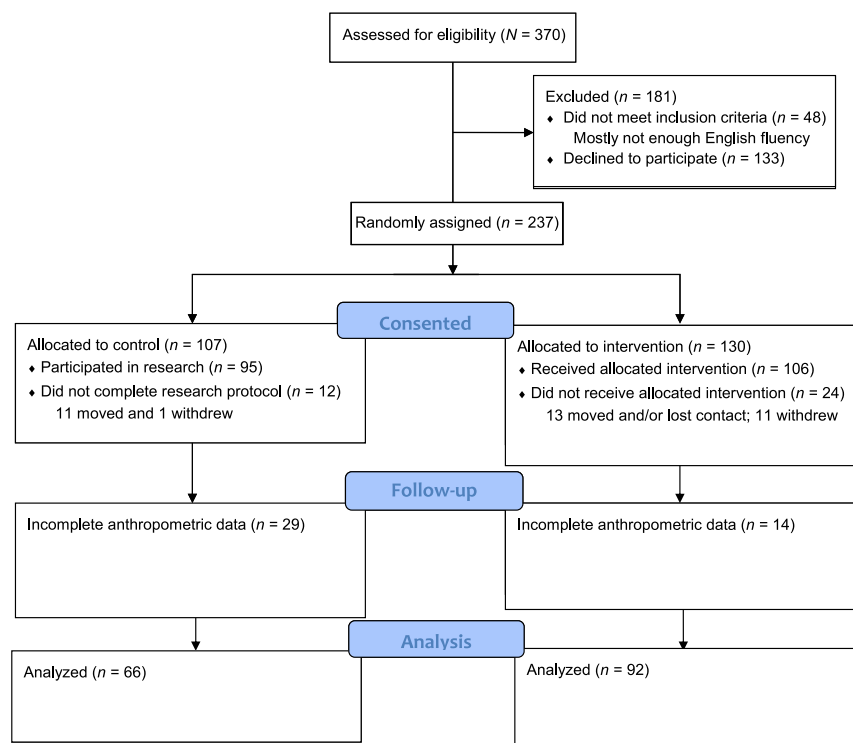 Assessed for eligibility (N = 370)
Excluded (n = 181)
♦ Did not meet inclusion criteria (n = 48)
Mostly not enough English fluency
♦ Declined to participate (n = 133)
Randomly assigned (n = 237)
Consented
Allocated to control (n = 107)
♦ Participated in research (n = 95)
♦ Did not complete research protocol (n = 12)
11 moved and 1 withdrew
Allocated to intervention (n = 130)
♦ Received allocated intervention (n = 106)
♦ Did not receive allocated intervention (n = 24)
13 moved and/or lost contact; 11 withdrew
Follow-up
Incomplete anthropometric data (n = 29)
Incomplete anthropometric data (n = 14)
Analysis
Analyzed (n = 66)
Analyzed (n = 92)